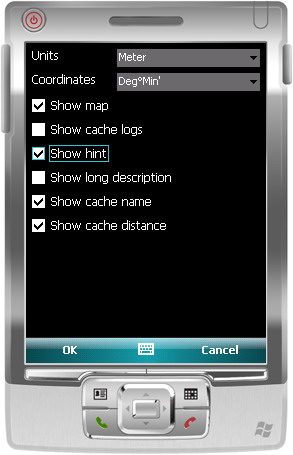 Units Meter
Coordinates Deg°Min'
Show map
Show cache logs
Show hint
Show long description
Show cache name
Show cache distance
OK Cancel